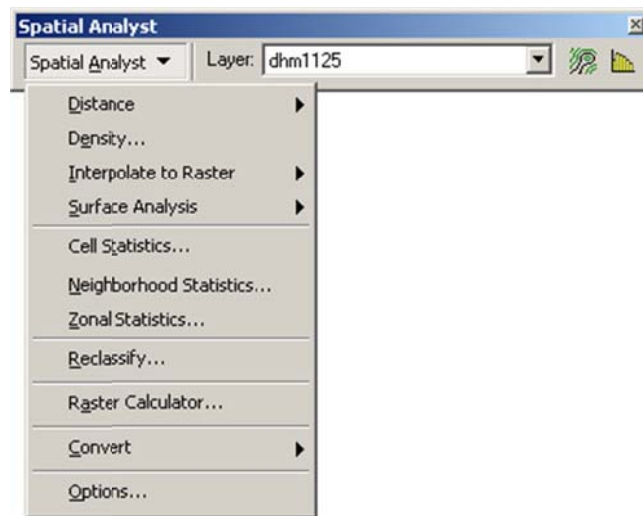 Spatial Analyst
Spatial Analyst Layer: dhm1125
Distance
Density...
Interpolate to Raster
Surface Analysis
Cell Statistics...
Neighborhood Statistics...
Zonal Statistics...
Reclassify...
Raster Calculator...
Convert
Options...